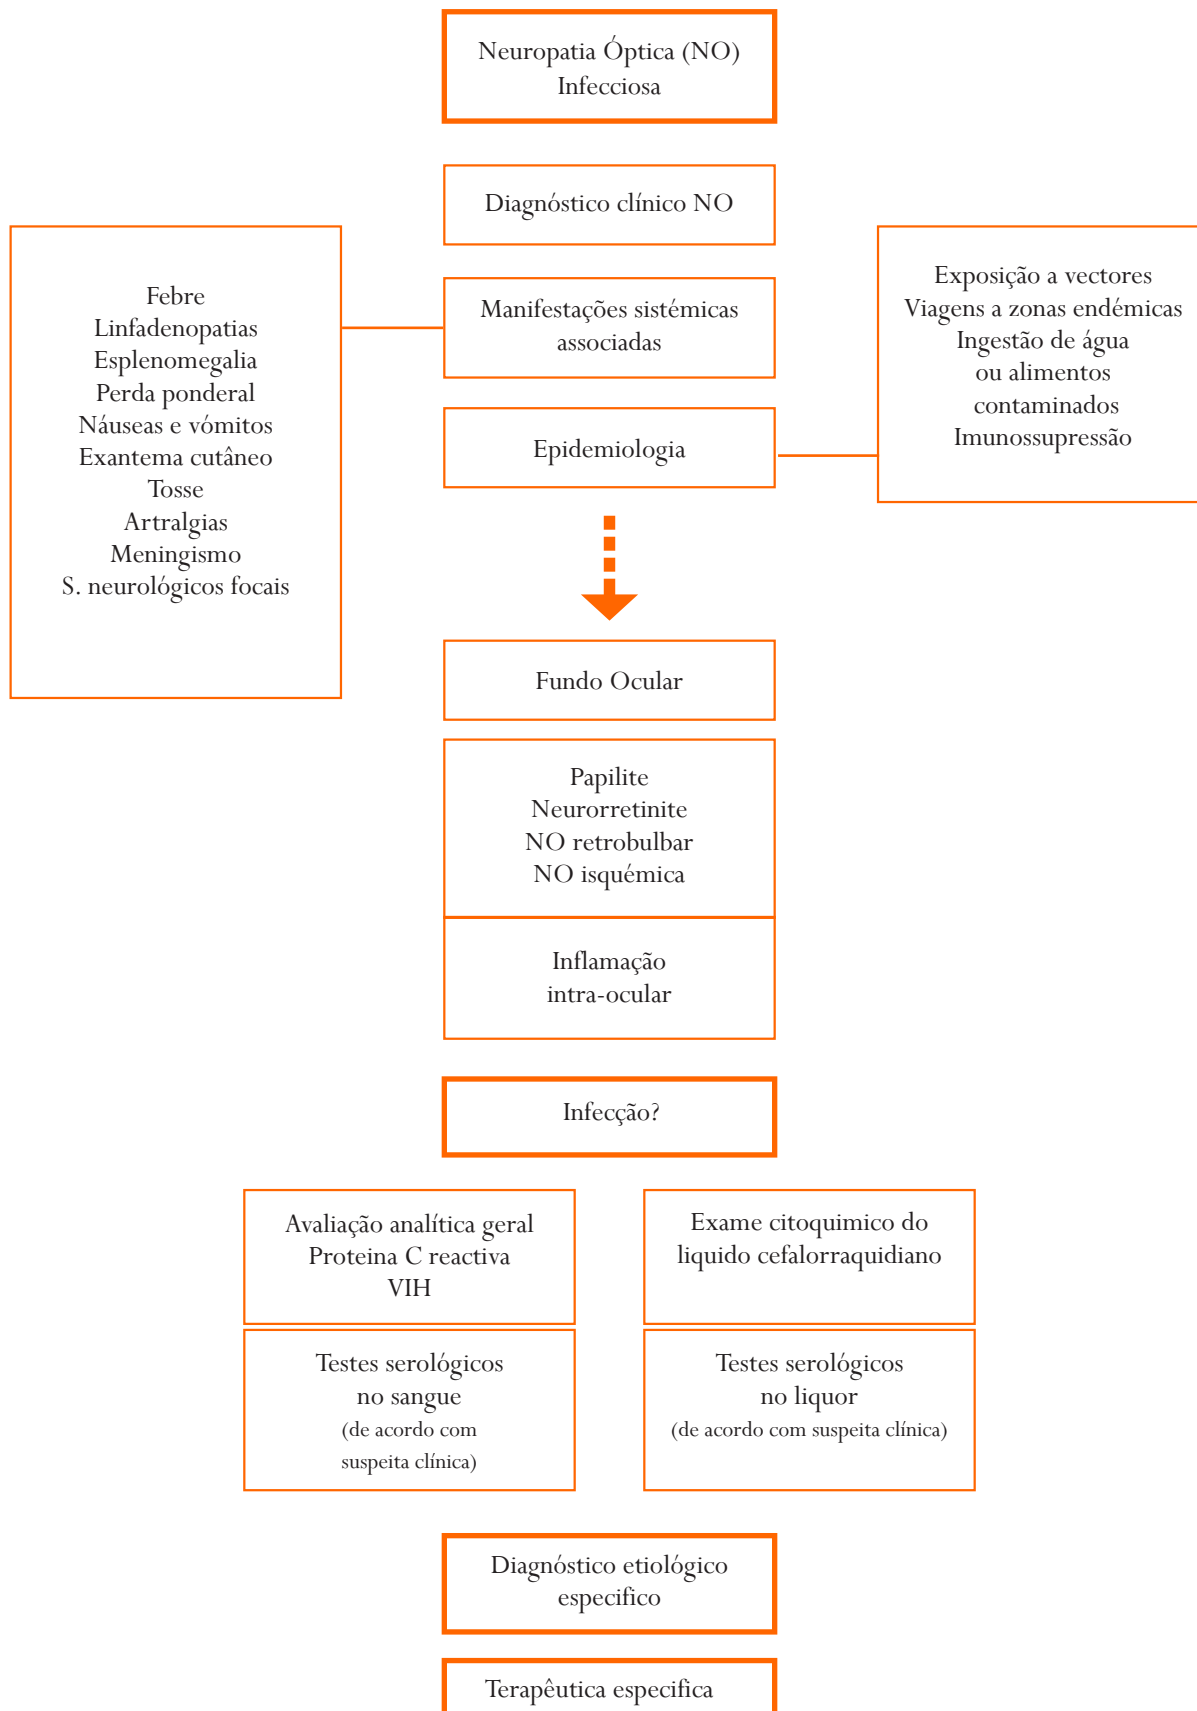 Neuropatia Óptica (NO)
Infecciosa
Diagnóstico clínico NO
Manifestações sistémicas
associadas
Febre
Linfadenopatias
Esplenomegalia
Perda ponderal
Náuseas e vómitos
Exantema cutâneo
Tosse
Artralgias
Meningismo
S. neurológicos focais
Epidemiologia
Exposição a vectores
Viagens a zonas endémicas
Ingestão de água
ou alimentos
contaminados
Imunossupressão
Fundo Ocular
Papilite
Neurorretinite
NO retrobulbar
NO isquémica
Inflamação
intra-ocular
Infecção?
Avaliação analítica geral
Proteina C reactiva
VIH
Exame citoquimico do
liquido cefalorraquidiano
Testes serológicos
no sangue
(de acordo com
suspeita clínica)
Testes serológicos
no liquor
(de acordo com suspeita clínica)
Diagnóstico etiológico
especifico
Terapêutica especifica